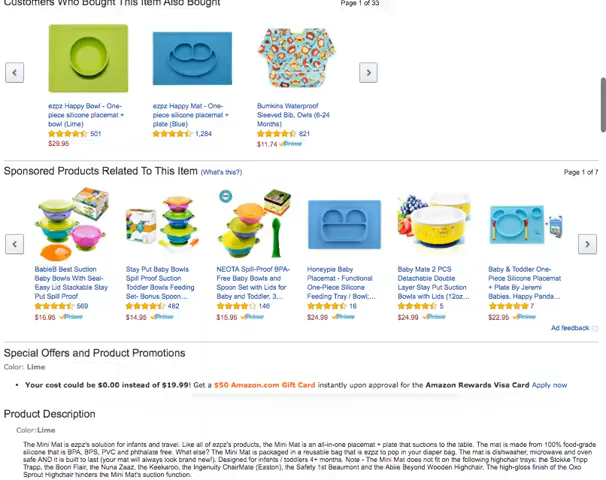 Customers Who Bought This Item Also Bought
Page 1 of 33
ezpz Happy Bowl - One-
piece silicone placemat +
bowl (Lime)
501
$29.95
ezpz Happy Mat - One-
piece silicone placemat +
plate (Blue)
1,284
Bumkins Waterproof
Sleeved Bib, Owls (6-24
Months)
821
$11.74 Prime
Sponsored Products Related To This Item (What's this?)
Page 1 of 7
BabieB Best Suction
Baby Bowls With Seal-
Easy Lid Stackable Stay
Put Spill Proof
569
$16.95 Prime
Stay Put Baby Bowls
Spill Proof Suction
Toddler Bowls Feeding
Set- Bonus Spoon...
482
$14.95 Prime
NEOTA Spill-Proof BPA-
Free Baby Bowls and
Spoon Set with Lids for
Baby and Toddler, 3...
146
$15.95 Prime
Honeypie Baby
Placemat - Functional
One-Piece Silicone
Feeding Tray / Bowl;...
16
$24.99 Prime
Baby Mate 2 PCS
Detachable Double
Layer Stay Put Suction
Bowls with Lids (12oz...
5
$24.99 Prime
Baby & Toddler One-
Piece Silicone Placemat
+ Plates By Jeremi
Babies. Happy Panda...
7
$22.95 Prime
Ad feedback
Special Offers and Product Promotions
Color: Lime
• Your cost could be $0.00 instead of $19.99! Get a $50 Amazon.com Gift Card instantly upon approval for the Amazon Rewards Visa Card Apply now
Product Description
Color:Lime
The Mini Mat is ezpz's solution for infants and travel. Like all of ezpz's products, the Mini Mat is an all-in-one placemat + plate that suctions to the table. The mat is made from 100% food-grade
silicone that is BPA, BPS, PVC and phthalate free. What else? The Mini Mat is packaged in a reusable bag that is ezpz to pop in your diaper bag. The mat is dishwasher, microwave and oven
safe AND it is built to last (your mat will always look brand new!). Designed for infants / toddlers 4+ months. Note - The Mini Mat does not fit on the following highchair trays: the Stokke Tripp
Trapp, the Boon Flair, the Nuna Zaaz, the Keekaroo, the Ingenuity ChairMate (Easton), the Safety 1st Beaumont and the Abiie Beyond Wooden Highchair. The high-gloss finish of the Oxo
Sprout Highchair hinders the Mini Mat's suction function.